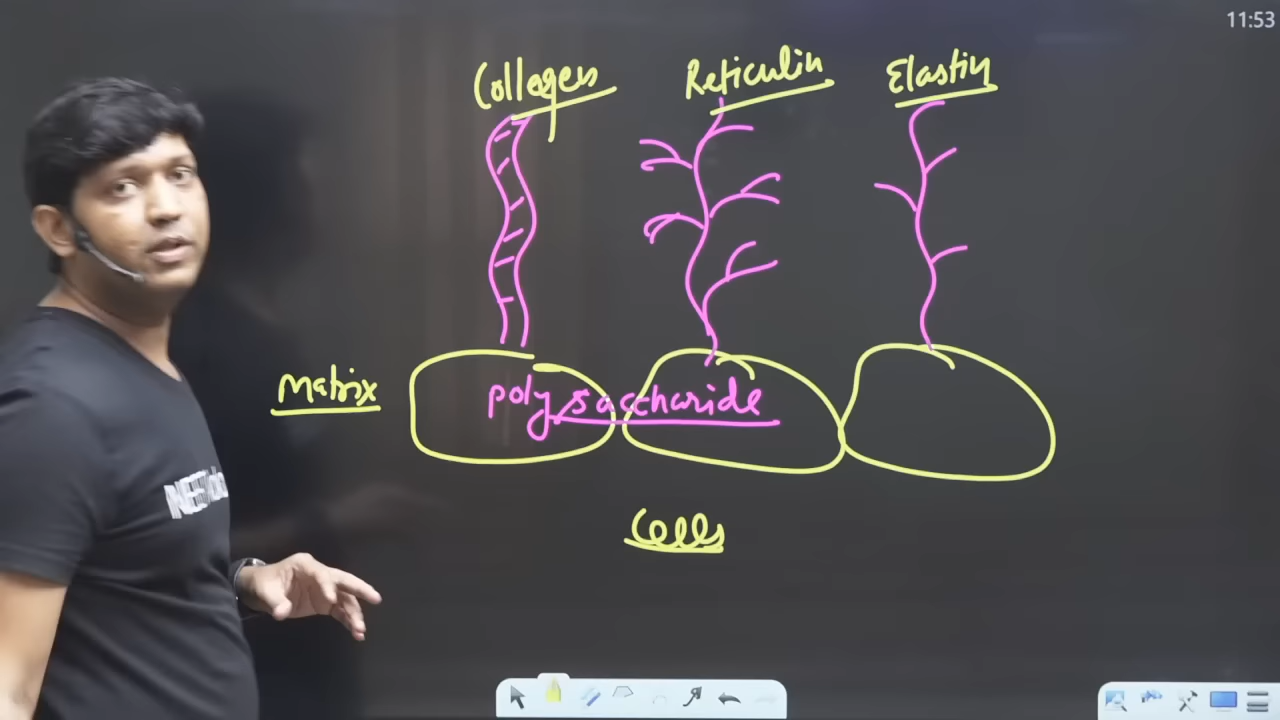 11:53
Collagen Reticulin Elastin
Matrix polysaccharide
Cells